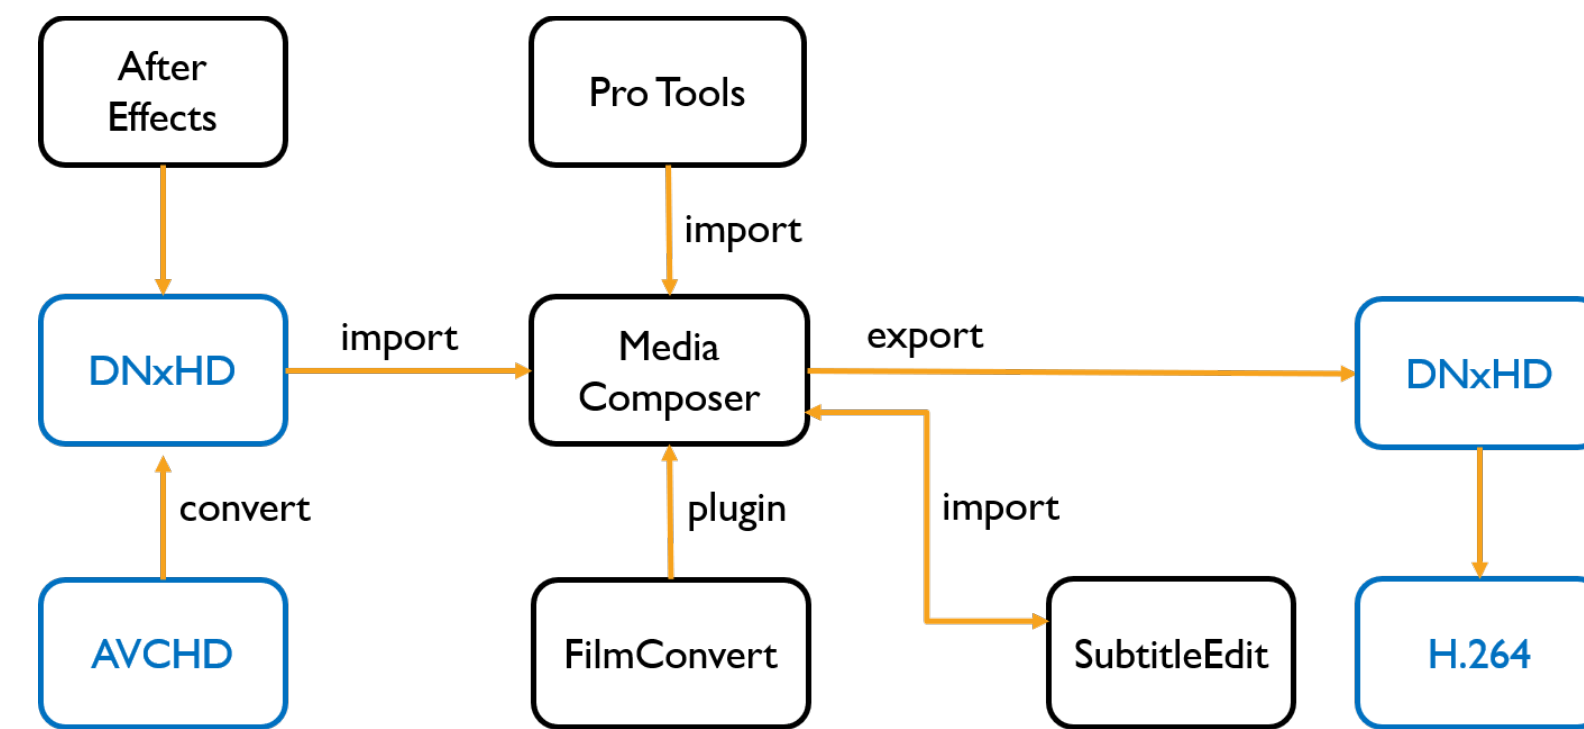 After
Effects
Pro Tools
import
DNxHD
import
Media
Composer
export
DNxHD
convert
plugin
import
AVCHD
FilmConvert
SubtitleEdit
H.264